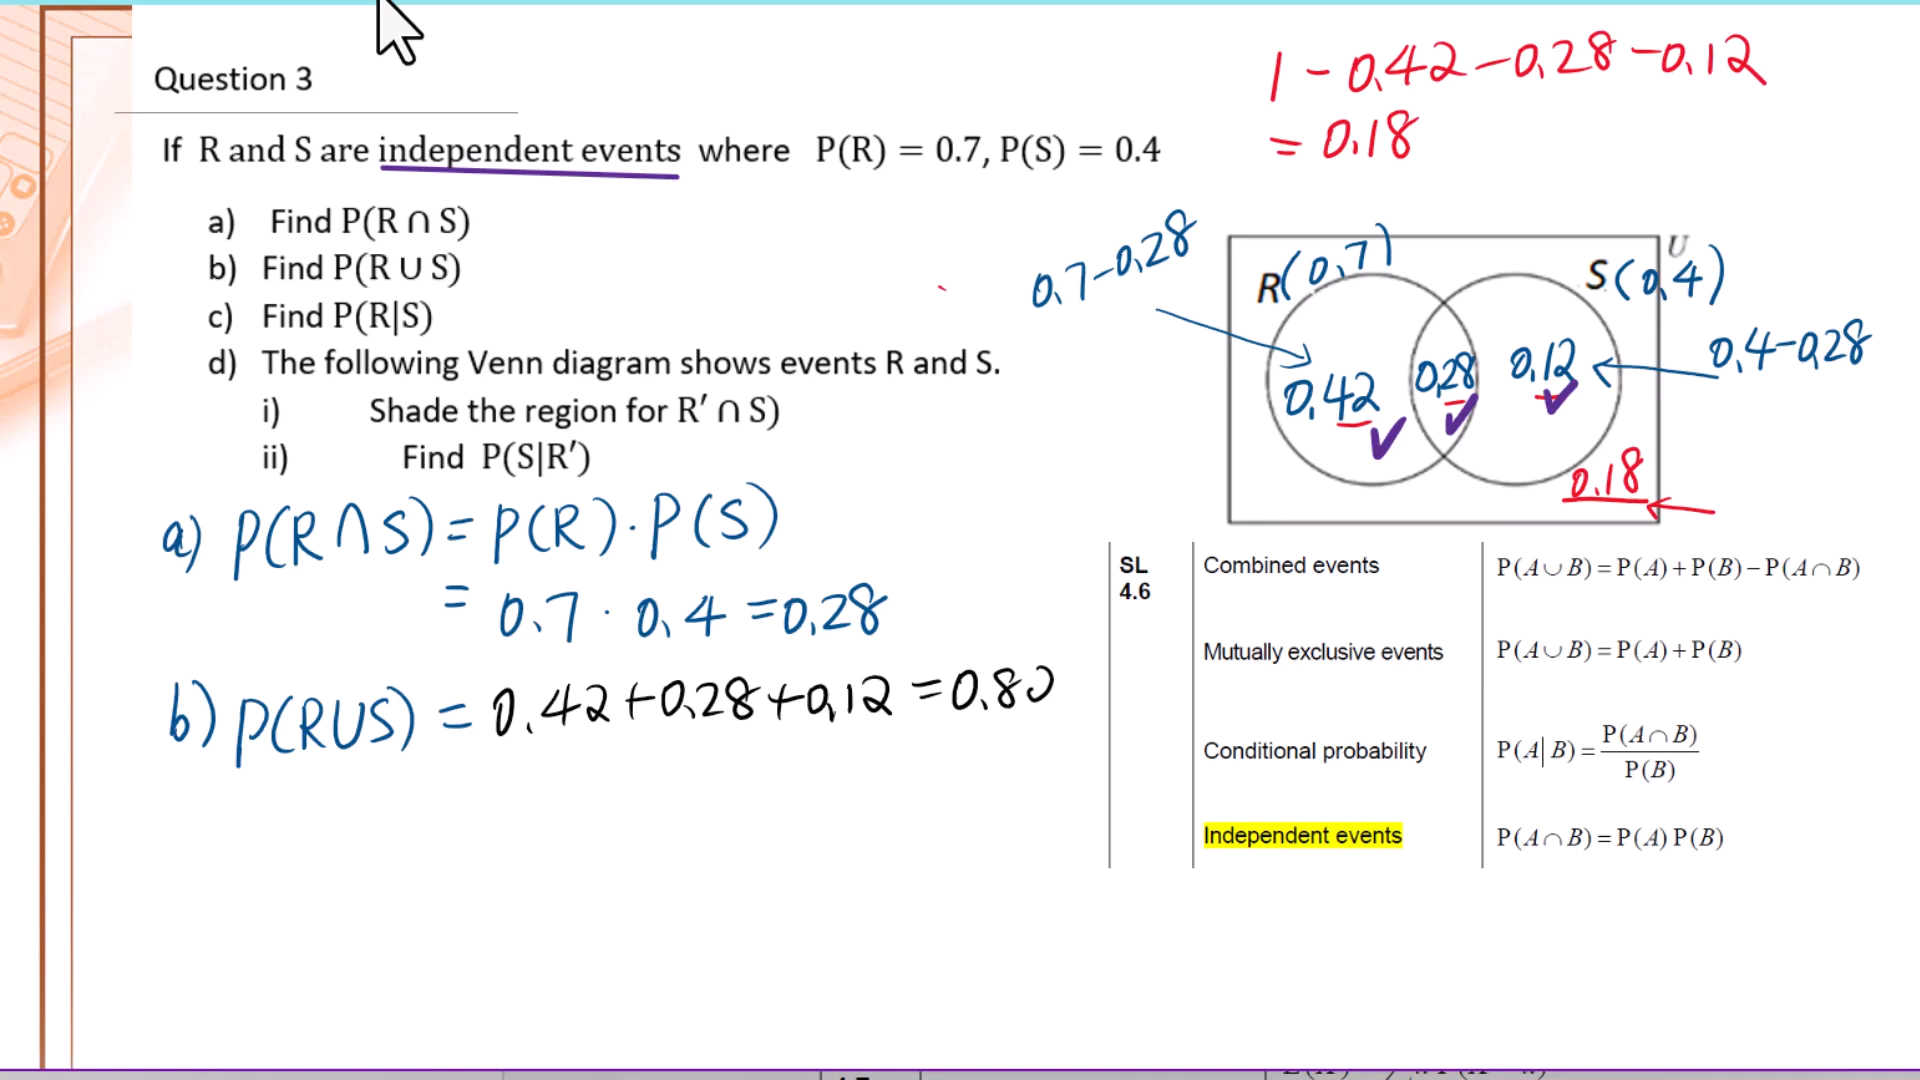 Question 3
1 - 0.42 - 0.28 - 0.12
= 0.18
If R and S are independent events where P(R) = 0.7, P(S) = 0.4
a) Find P(R ∩ S)
b) Find P(R ∪ S)
c) Find P(R|S)
d) The following Venn diagram shows events R and S.
i) Shade the region for R′ ∩ S)
ii) Find P(S|R′)
0.7-0.28
R(0.7)
S(0.4)
U
0.42
0.28
0.12
0.4-0.28
0.18
a) P(R∩S) = P(R)·P(S)
= 0.7 · 0.4 = 0.28
b) P(R∪S) = 0.42+0.28+0.12 = 0.80
SL 4.6
Combined events P(A∪B)=P(A)+P(B)−P(A∩B)
Mutually exclusive events P(A∪B)=P(A)+P(B)
Conditional probability P(A|B)=P(A∩B)/P(B)
Independent events P(A∩B)=P(A)P(B)